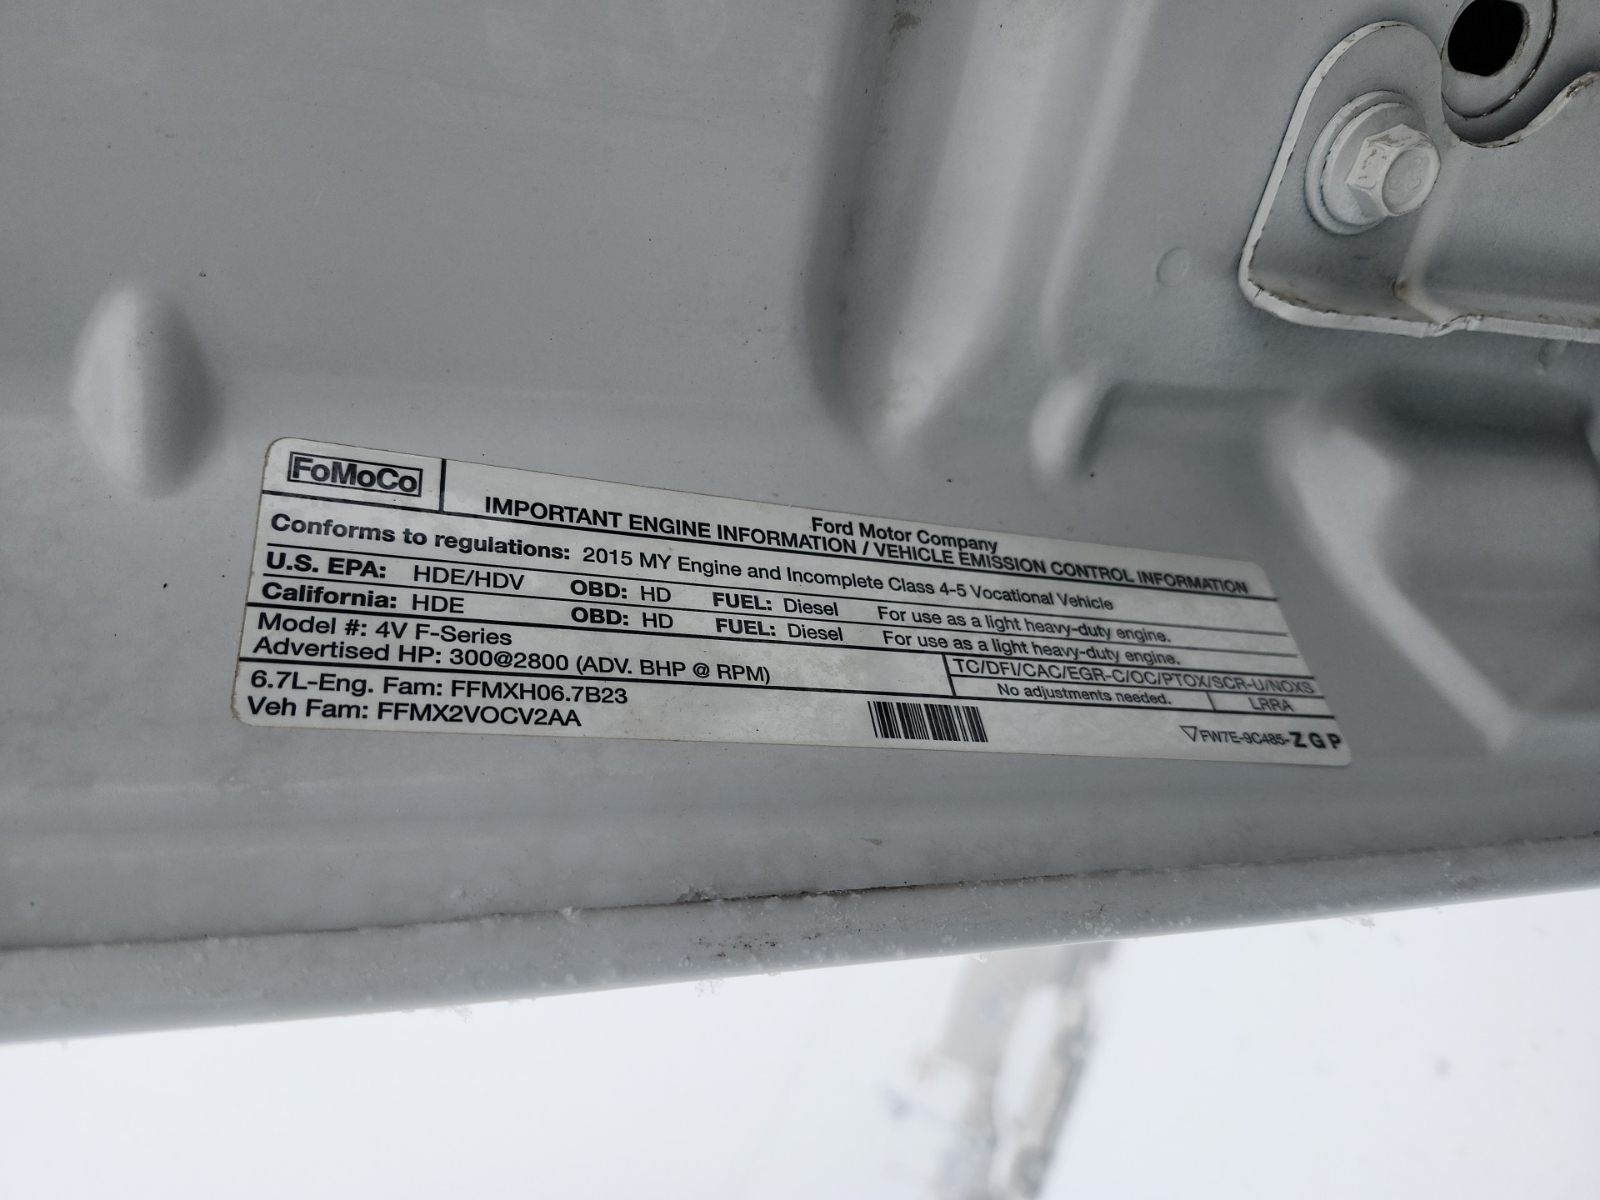 FoMoCo
Ford Motor Company
IMPORTANT ENGINE INFORMATION / VEHICLE EMISSION CONTROL INFORMATION
Conforms to regulations: 2015 MY Engine and Incomplete Class 4-5 Vocational Vehicle
U.S. EPA: HDE/HDV OBD: HD FUEL: Diesel For use as a light heavy-duty engine.
California: HDE OBD: HD FUEL: Diesel For use as a light heavy-duty engine.
Model #: 4V F-Series
Advertised HP: 300@2800 (ADV. BHP @ RPM)
TC/DFI/CAC/EGR-C/OC/PTOX/SCR-U/NOXS
No adjustments needed. LRRA
6.7L-Eng. Fam: FFMXH06.7B23
Veh Fam: FFMX2VOCV2AA
FW7E-9C485-ZGP